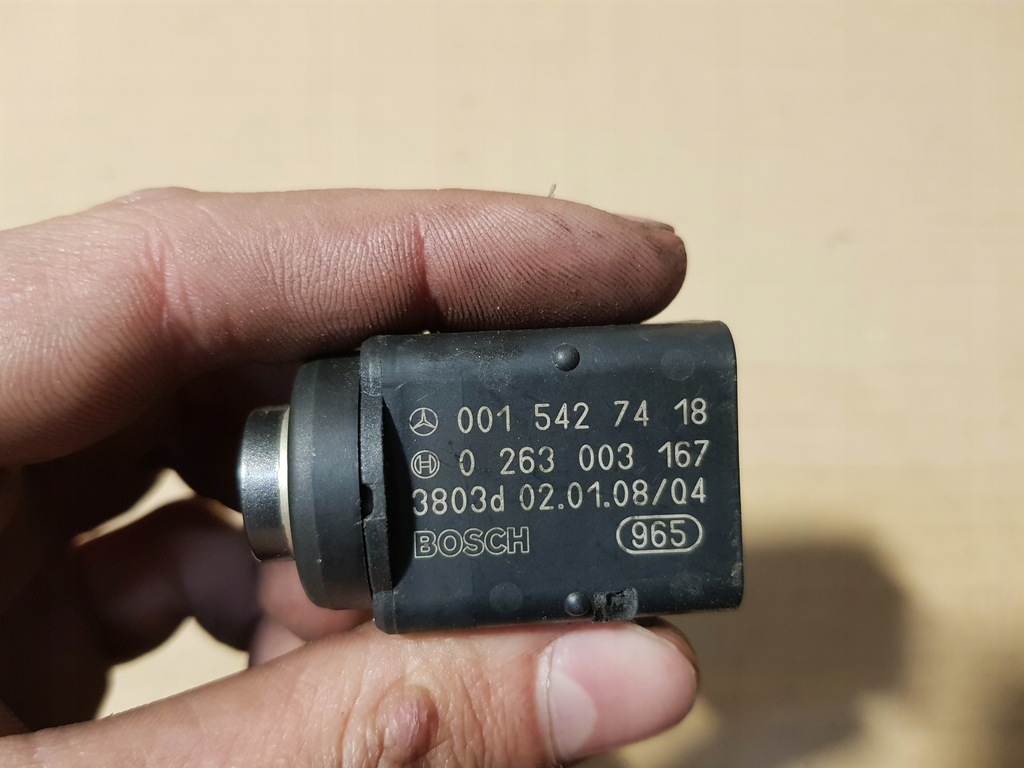 001 542 74 18
0 263 003 167
3803d 02.01.08/04
BOSCH 965